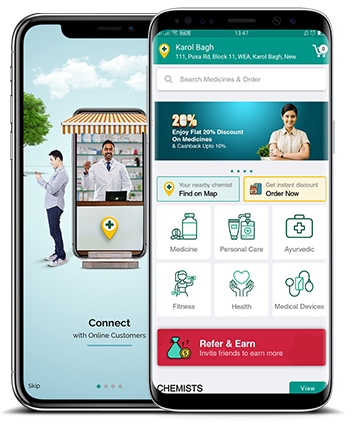 Connect
with Online Customers
Skip
13:47
Karol Bagh
111, Pusa Rd, Block 11, WEA, Karol Bagh, New
0
Search Medicines & Order
20%
Enjoy Flat 20% Discount
On Medicines
& Cashback Upto 10%
Your nearby chemist
Find on Map
Get instant discount
Order Now
Medicine
Personal Care
Ayurvedic
Fitness
Health
Medical Devices
Refer & Earn
Invite friends to earn more
CHEMISTS
View